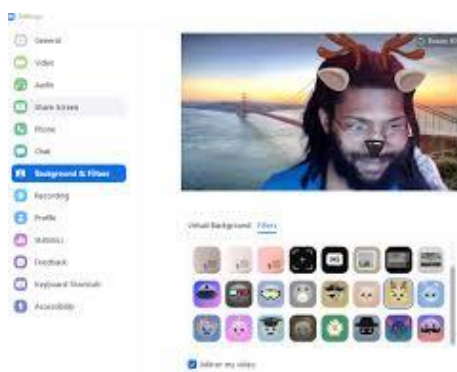 Settings
General
Video
Audio
Share Screen
Phone
Chat
Background & Filters
Recording
Profile
Statistics
Feedback
Keyboard Shortcuts
Accessibility
Virtual Background Filters
Mirror my video